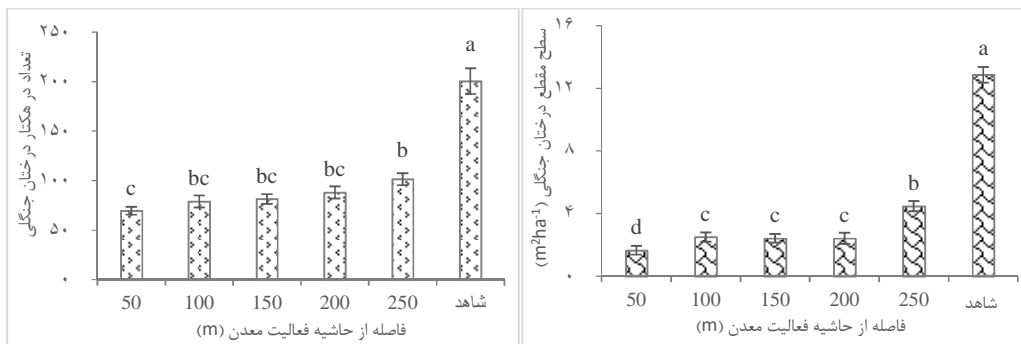 تعداد در هکتار درختان جنگلی
۲۵۰
۲۰۰
۱۵۰
۱۰۰
۵۰
۰
c
bc
bc
bc
b
a
50 100 150 200 250 شاهد
فاصله از حاشیه فعالیت معدن (m)
سطح مقطع درختان جنگلی (m²ha⁻¹)
۱۶
۱۲
۸
۴
۰
d
c
c
c
b
a
50 100 150 200 250 شاهد
فاصله از حاشیه فعالیت معدن (m)